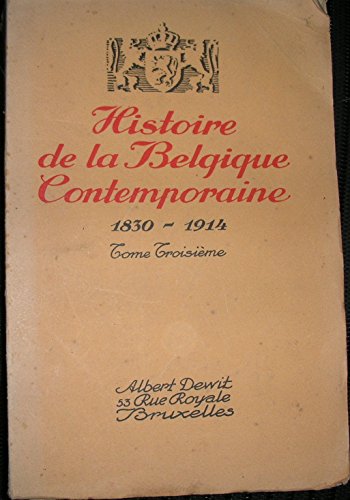 Histoire
de la Belgique
Contemporaine
1830 - 1914
Tome Troisième
Albert Dewit
53 Rue Royale
Bruxelles